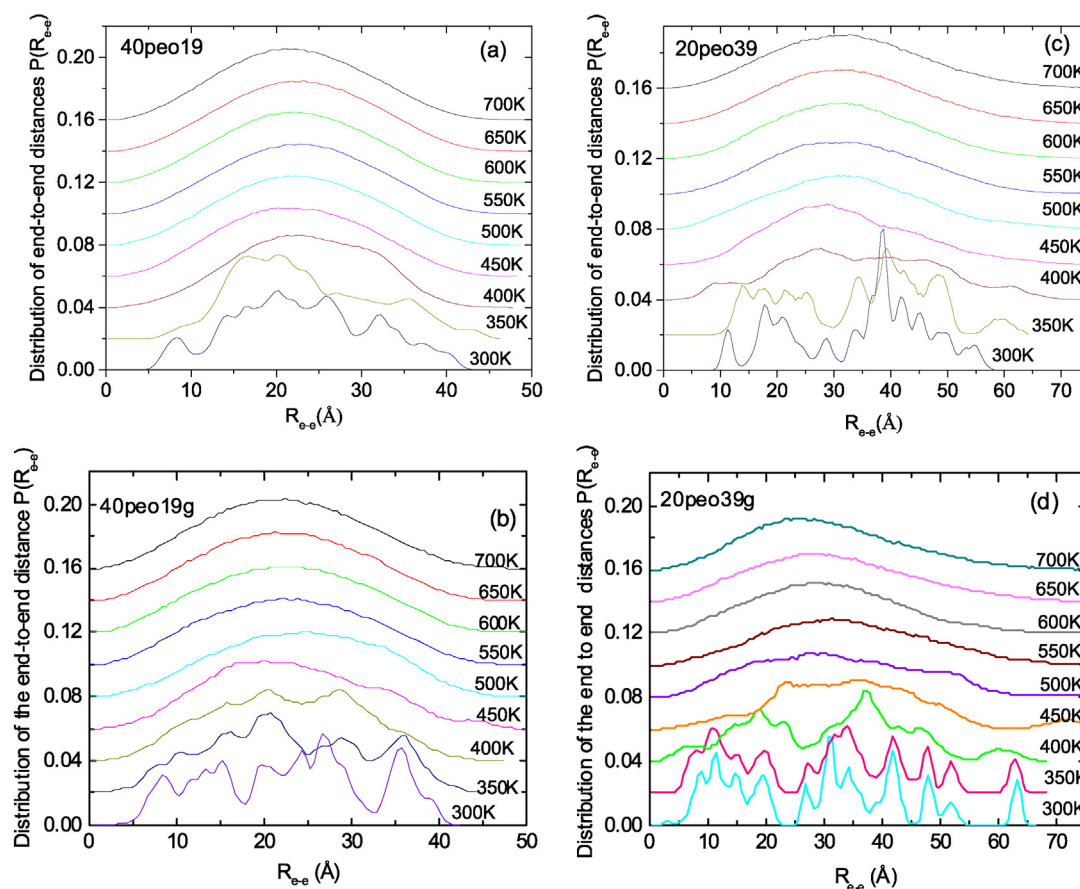 Distribution of end-to-end distances P(Re-e)
40peo19
(a)
0.20
0.16
0.12
0.08
0.04
0.00
700K
650K
600K
550K
500K
450K
400K
350K
300K
0 10 20 30 40 50
Re-e(Å)
Distribution of end-to-end distances P(Re-e)
20peo39
(c)
0.20
0.16
0.12
0.08
0.04
0.00
700K
650K
600K
550K
500K
450K
400K
350K
300K
0 10 20 30 40 50 60 70
Re-e(Å)
Distribution of the end-to-end distance P(Re-e)
40peo19g
(b)
0.20
0.16
0.12
0.08
0.04
0.00
700K
650K
600K
550K
500K
450K
400K
350K
300K
0 10 20 30 40 50
Re-e (Å)
Distribution of the end to end distances P(Re-e)
20peo39g
(d)
0.20
0.16
0.12
0.08
0.04
0.00
700K
650K
600K
550K
500K
450K
400K
350K
300K
0 10 20 30 40 50 60 70
Re-e (Å)